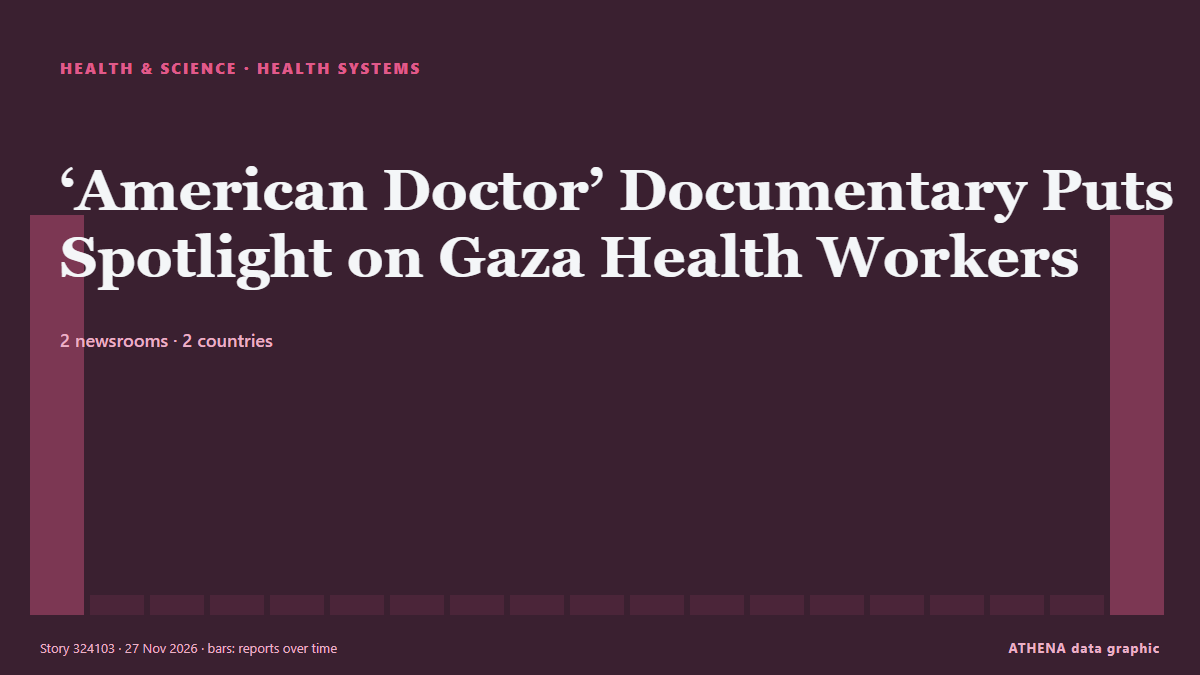 HEALTH & SCIENCE · HEALTH SYSTEMS
‘American Doctor’ Documentary Puts
Spotlight on Gaza Health Workers
2 newsrooms · 2 countries
Story 324103 · 27 Nov 2026 · bars: reports over time
ATHENA data graphic